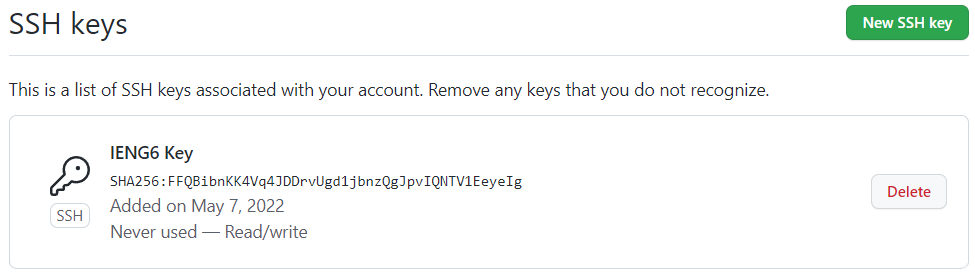 SSH keys
New SSH key
This is a list of SSH keys associated with your account. Remove any keys that you do not recognize.
IENG6 Key
SHA256:FFQBibnKK4Vq4JDDrvUgd1jbnzQgJpvIQNTV1EeyeIg
Added on May 7, 2022
Never used — Read/write
SSH
Delete